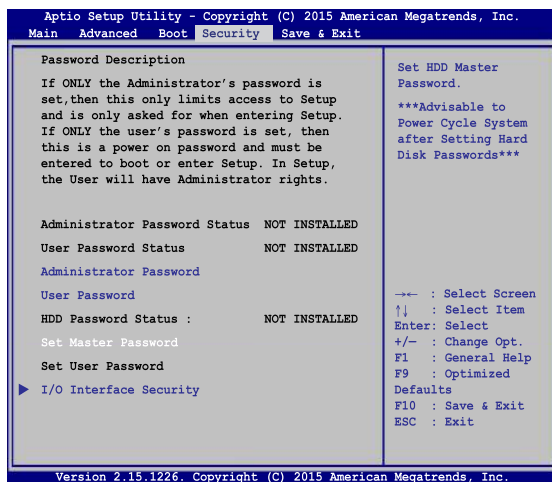 Aptio Setup Utility - Copyright (C) 2015 American Megatrends, Inc.
Main Advanced Boot Security Save & Exit
Password Description
If ONLY the Administrator's password is
set,then this only limits access to Setup
and is only asked for when entering Setup.
If ONLY the user's password is set, then
this is a power on password and must be
entered to boot or enter Setup. In Setup,
the User will have Administrator rights.
Administrator Password Status NOT INSTALLED
User Password Status NOT INSTALLED
Administrator Password
User Password
HDD Password Status : NOT INSTALLED
Set Master Password
Set User Password
I/O Interface Security
Set HDD Master
Password.
***Advisable to
Power Cycle System
after Setting Hard
Disk Passwords***
→← : Select Screen
↑↓ : Select Item
Enter: Select
+/— : Change Opt.
F1 : General Help
F9 : Optimized
Defaults
F10 : Save & Exit
ESC : Exit
Version 2.15.1226. Copyright (C) 2015 American Megatrends, Inc.